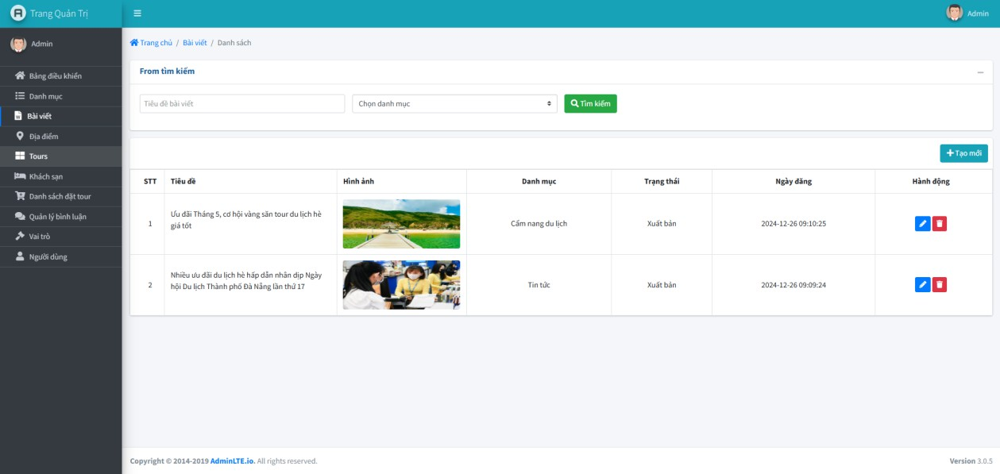 Trang Quản Trị
Admin
Admin
Bảng điều khiển
Danh mục
Bài viết
Địa điểm
Tours
Khách sạn
Danh sách đặt tour
Quản lý bình luận
Vai trò
Người dùng
Trang chủ / Bài viết / Danh sách
From tìm kiếm
Tiêu đề bài viết
Chọn danh mục
Tìm kiếm
Tạo mới
STT Tiêu đề Hình ảnh Danh mục Trạng thái Ngày đăng Hành động
1 Ưu đãi Tháng 5, cơ hội vàng săn tour du lịch hè
giá tốt
Cẩm nang du lịch Xuất bản 2024-12-26 09:10:25
2 Nhiều ưu đãi du lịch hè hấp dẫn nhân dịp Ngày
hội Du lịch Thành phố Đà Nẵng lần thứ 17
Tin tức Xuất bản 2024-12-26 09:09:24
Copyright © 2014-2019 AdminLTE.io. All rights reserved.
Version 3.0.5